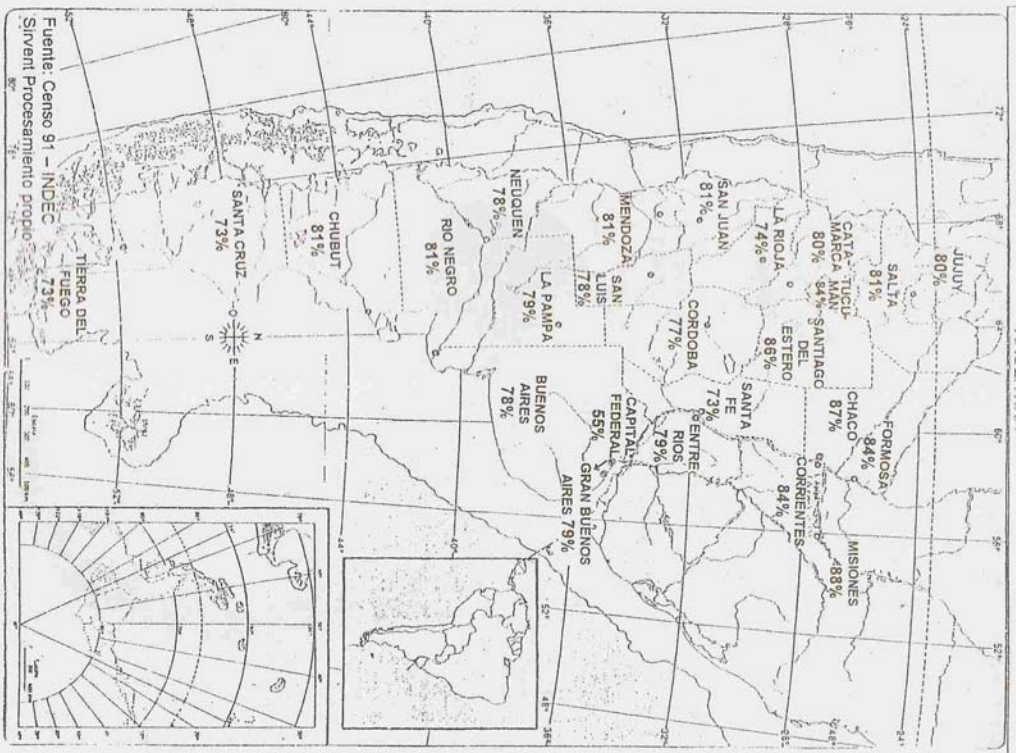 JUJUY
80%
SALTA
81%
FORMOSA
84%
CHACO
87%
MISIONES
88%
CATA-
MARCA
80%
TUCU-
MAN
84%
SANTIAGO
DEL
ESTERO
86%
CORRIENTES
84%
LA RIOJA
74%
SANTA
FE
73%
SAN JUAN
81%
CORDOBA
77%
ENTRE
RIOS
79%
MENDOZA
81%
SAN
LUIS
78%
CAPITAL
FEDERAL
55%
GRAN BUENOS
AIRES 79%
NEUQUEN
78%
LA PAMPA
79%
BUENOS
AIRES
78%
RIO NEGRO
81%
CHUBUT
81%
SANTA CRUZ
73%
N
O
E
S
TIERRA DEL
FUEGO
73%
Fuente: Censo 91 – INDEC
Sirvent Procesamiento propio